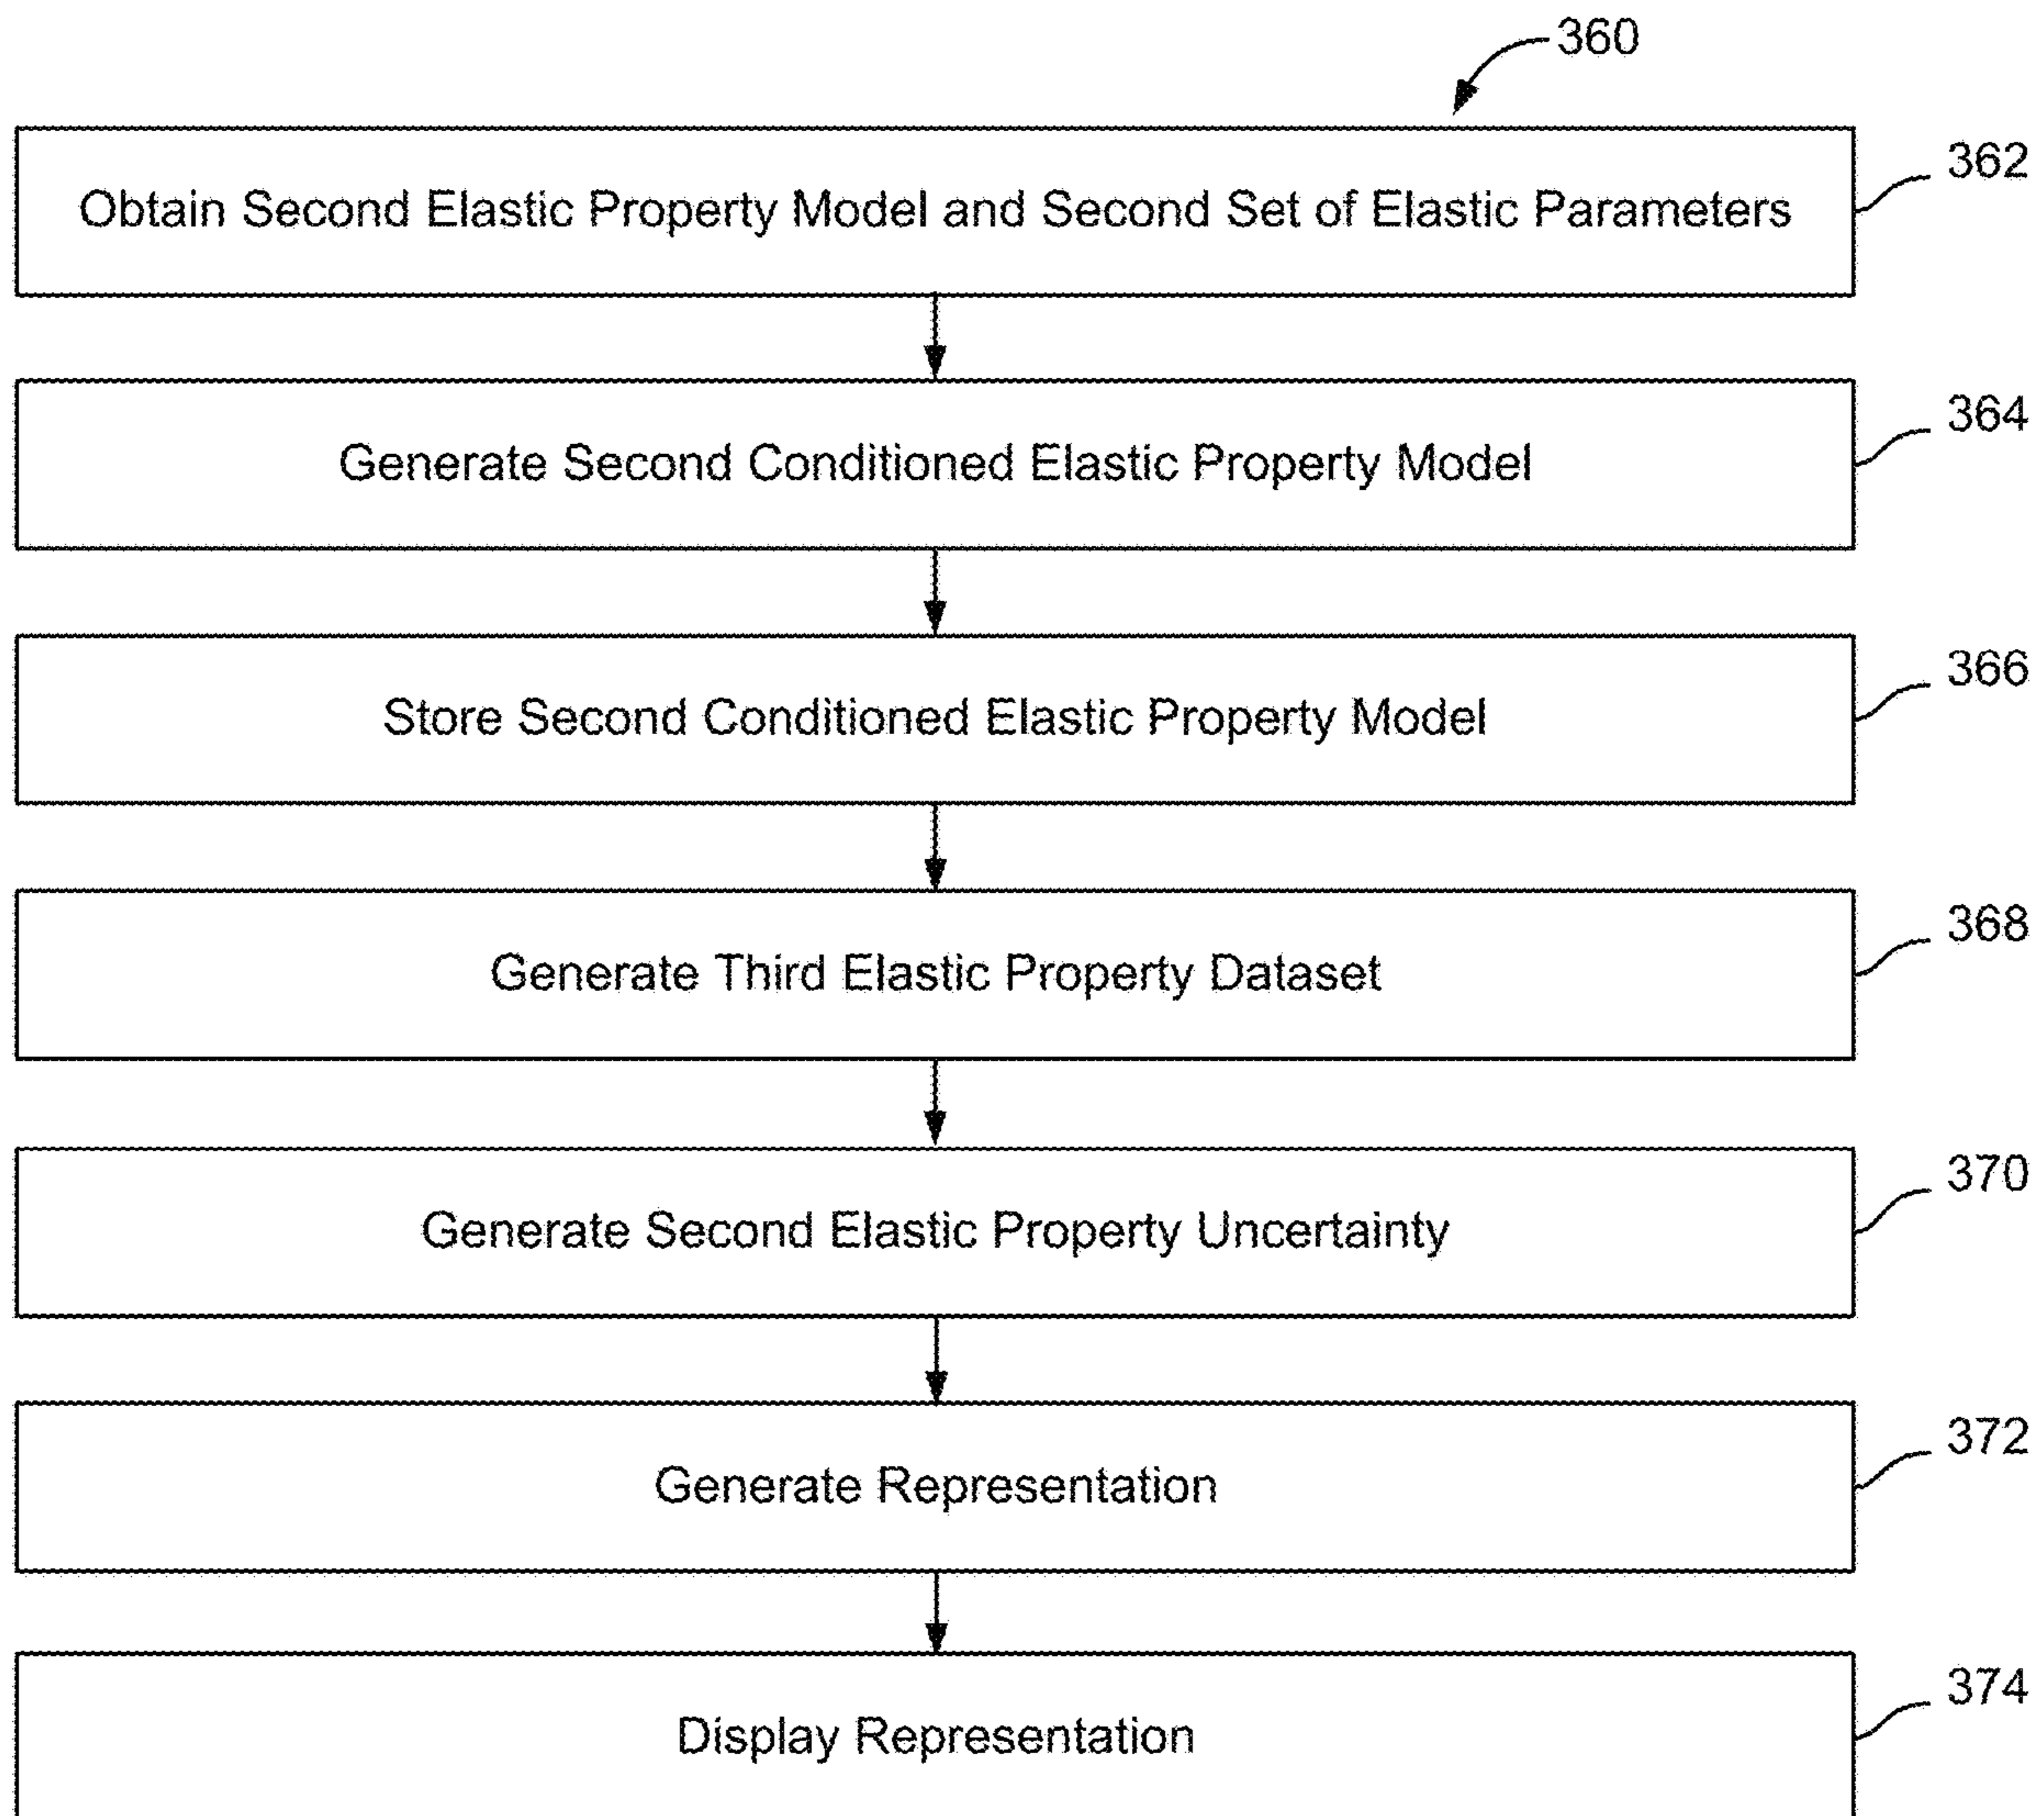 360
Obtain Second Elastic Property Model and Second Set of Elastic Parameters
362
Generate Second Conditioned Elastic Property Model
364
Store Second Conditioned Elastic Property Model
366
Generate Third Elastic Property Dataset
368
Generate Second Elastic Property Uncertainty
370
Generate Representation
372
Display Representation
374